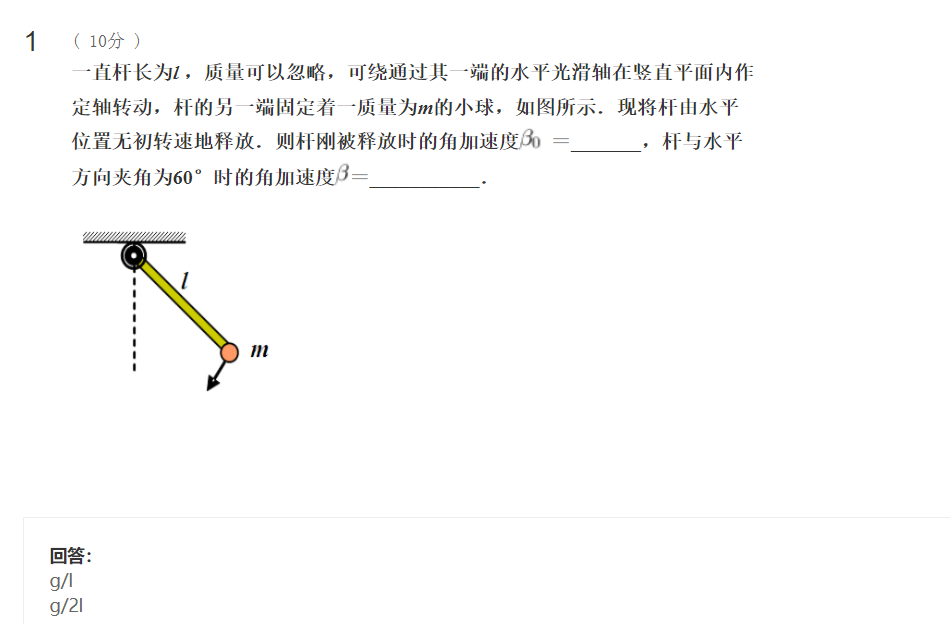 1 （ 10分 ）
一直杆长为l，质量可以忽略，可绕通过其一端的水平光滑轴在竖直平面内作
定轴转动，杆的另一端固定着一质量为m的小球，如图所示．现将杆由水平
位置无初转速地释放．则杆刚被释放时的角加速度β₀ =_______，杆与水平
方向夹角为60°时的角加速度β=___________．
l
m
回答:
g/l
g/2l